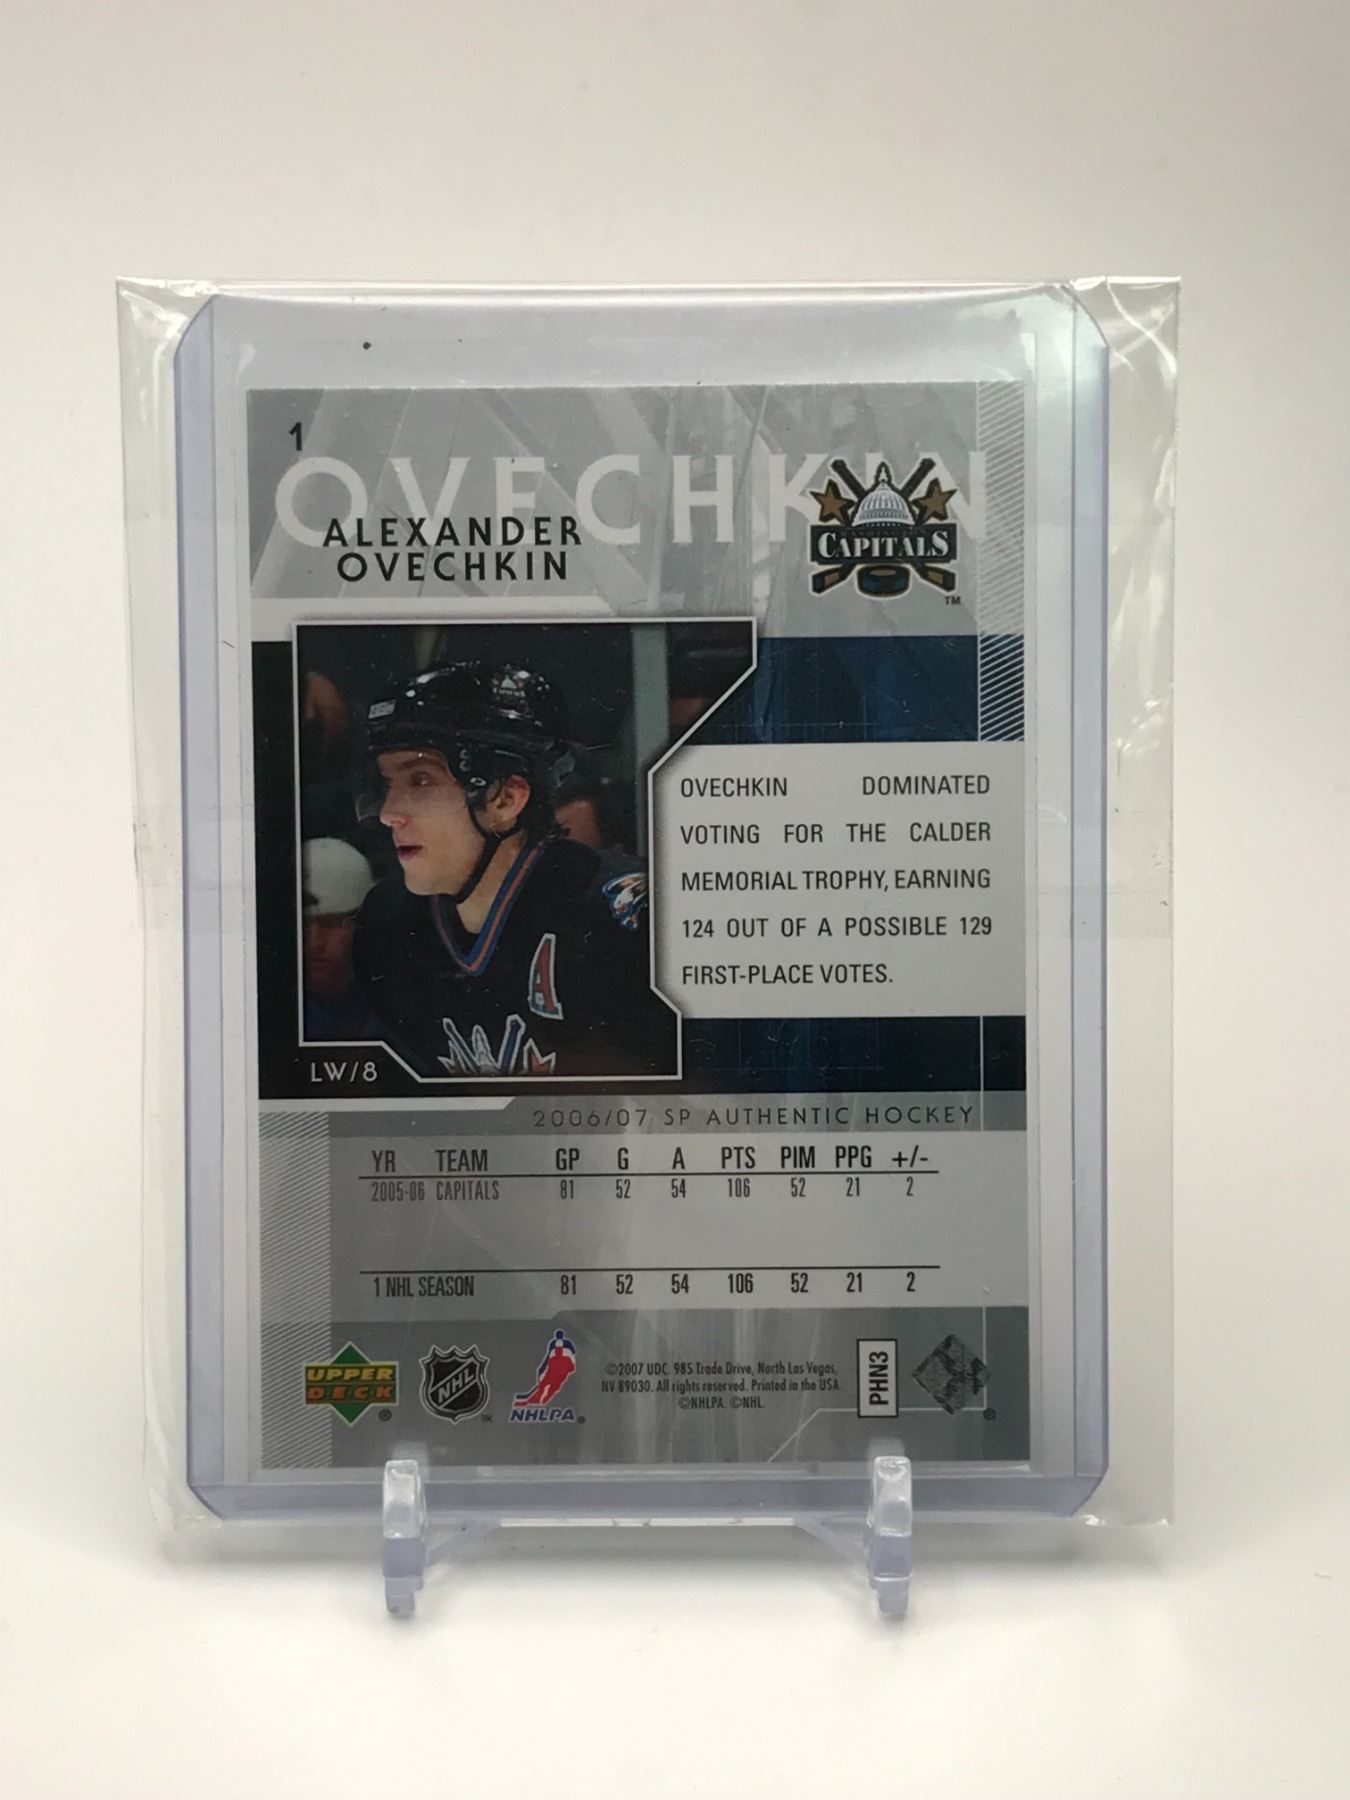 1
OVECHKIN
ALEXANDER
OVECHKIN
CAPITALS
TM
OVECHKIN DOMINATED
VOTING FOR THE CALDER
MEMORIAL TROPHY, EARNING
124 OUT OF A POSSIBLE 129
FIRST-PLACE VOTES.
A
LW/8
2006/07 SP AUTHENTIC HOCKEY
YR TEAM GP G A PTS PIM PPG +/-
2005-06 CAPITALS 81 52 54 106 52 21 2
1 NHL SEASON 81 52 54 106 52 21 2
UPPER
DECK
®
NHL
TM
NHLPA
®
©2007 UDC. 985 Trade Drive, North Las Vegas,
NV 89030. All rights reserved. Printed in the USA.
©NHLPA. ©NHL.
PHN3
®